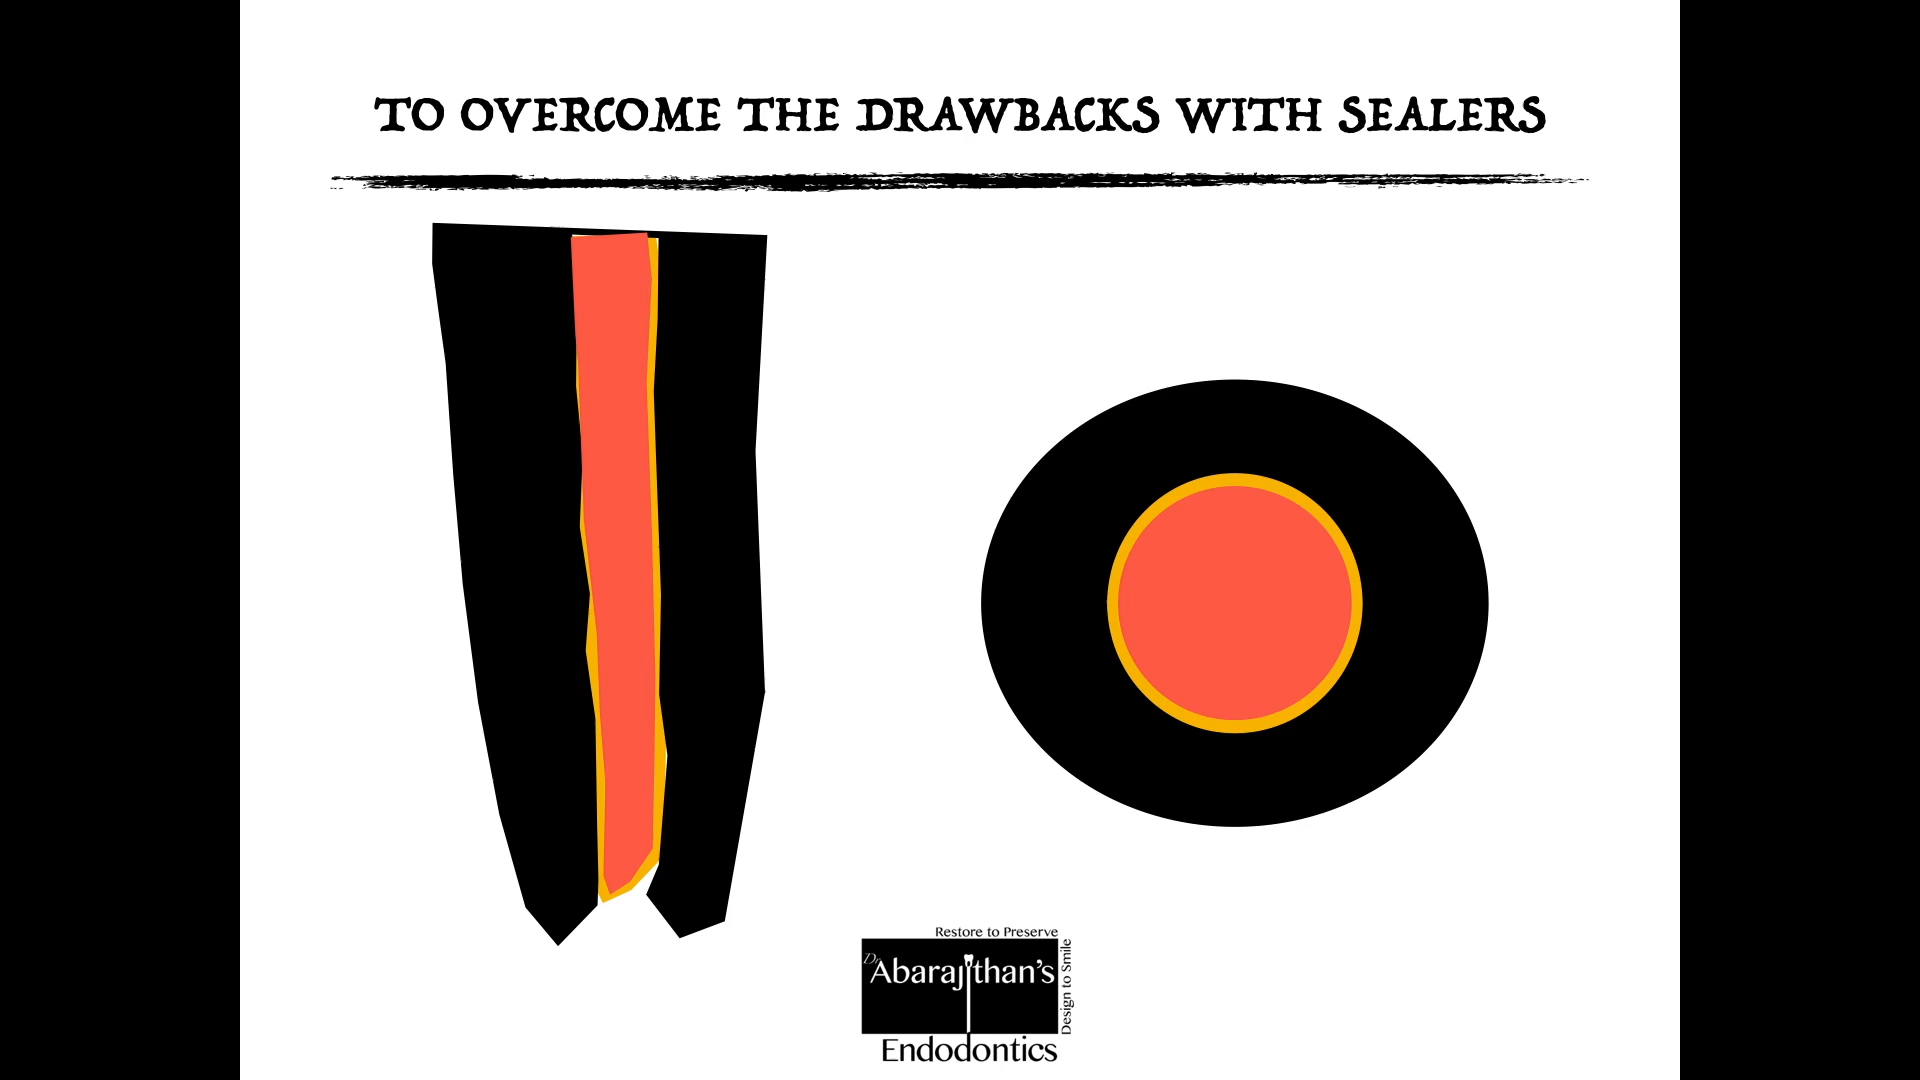 TO OVERCOME THE DRAWBACKS WITH SEALERS
Restore to Preserve
Dr
Abarajithan's
Design to Smile
Endodontics